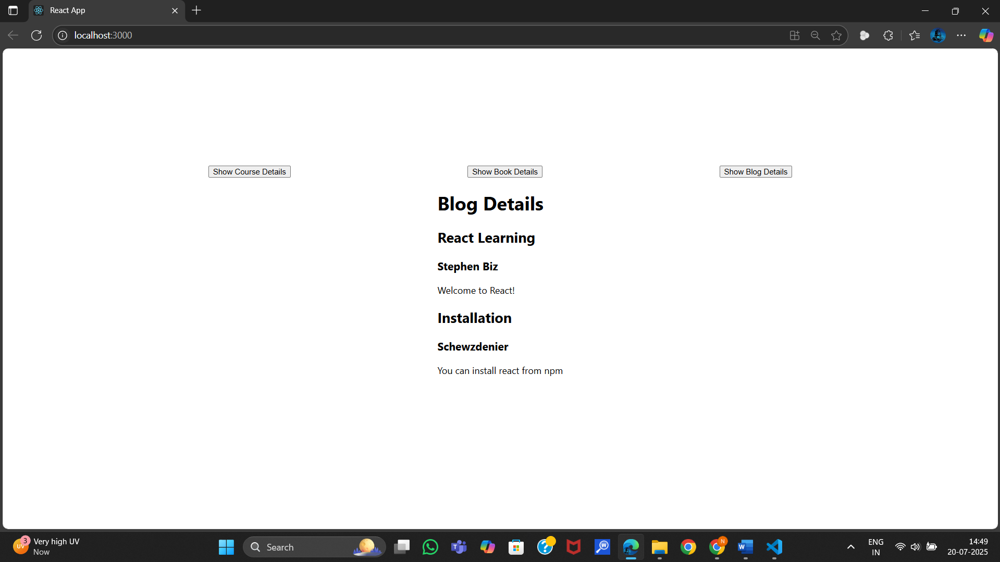 React App
localhost:3000
Show Course Details
Show Book Details
Show Blog Details
Blog Details
React Learning
Stephen Biz
Welcome to React!
Installation
Schewzdenier
You can install react from npm
UV
3
Very high UV
Now
Search
T
?
W
N
W
ENG
IN
14:49
20-07-2025